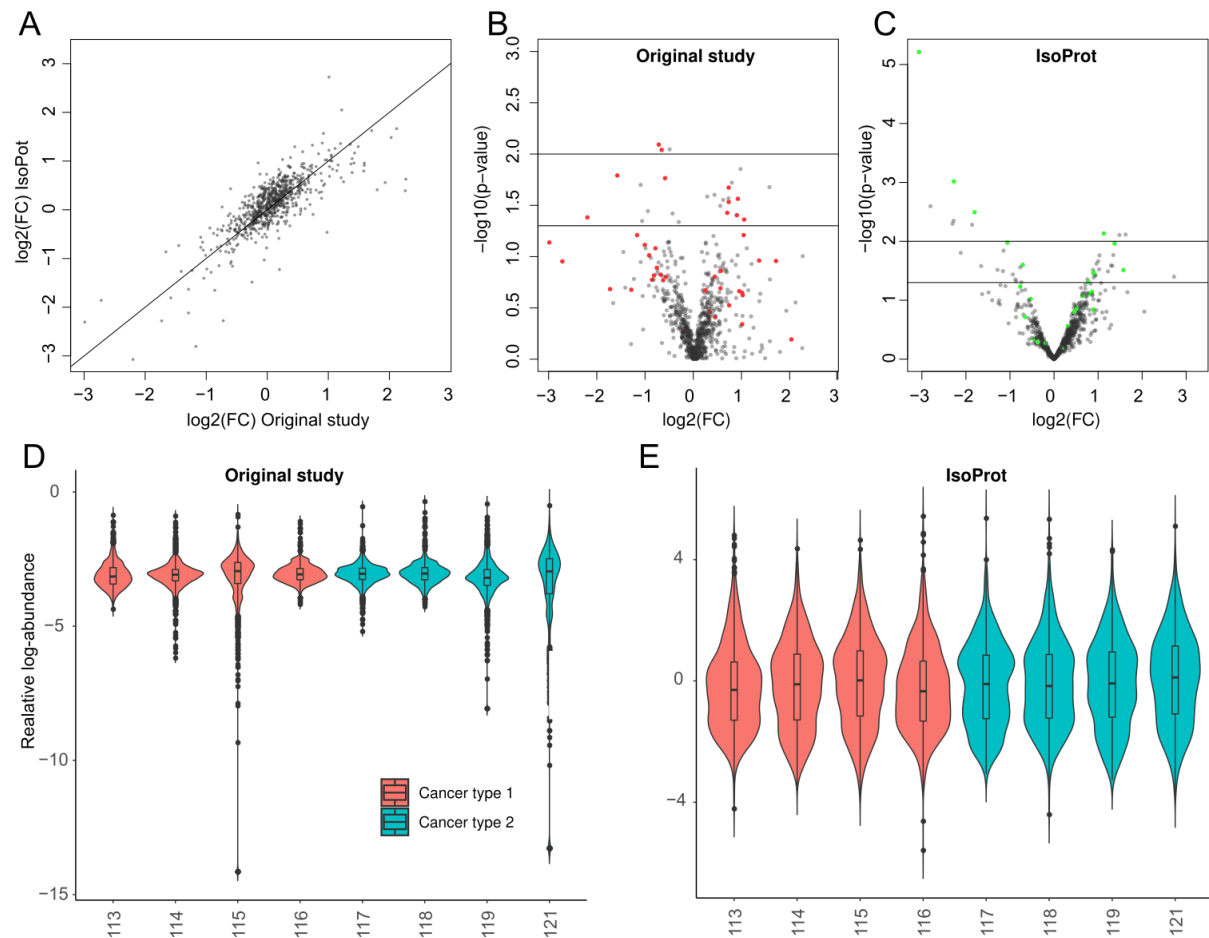 A
3
2
1
0
−1
−2
−3
log2(FC) IsoPot
−3 −2 −1 0 1 2 3
log2(FC) Original study
B
Original study
3.0
2.5
2.0
1.5
1.0
0.5
0.0
−log10(p−value)
−3 −2 −1 0 1 2 3
log2(FC)
C
IsoProt
5
4
3
2
1
0
−log10(p−value)
−3 −2 −1 0 1 2 3
log2(FC)
D
Original study
0
−5
−10
−15
Realative log−abundance
Cancer type 1
Cancer type 2
113 114 115 116 117 118 119 121
E
IsoProt
4
0
−4
113 114 115 116 117 118 119 121